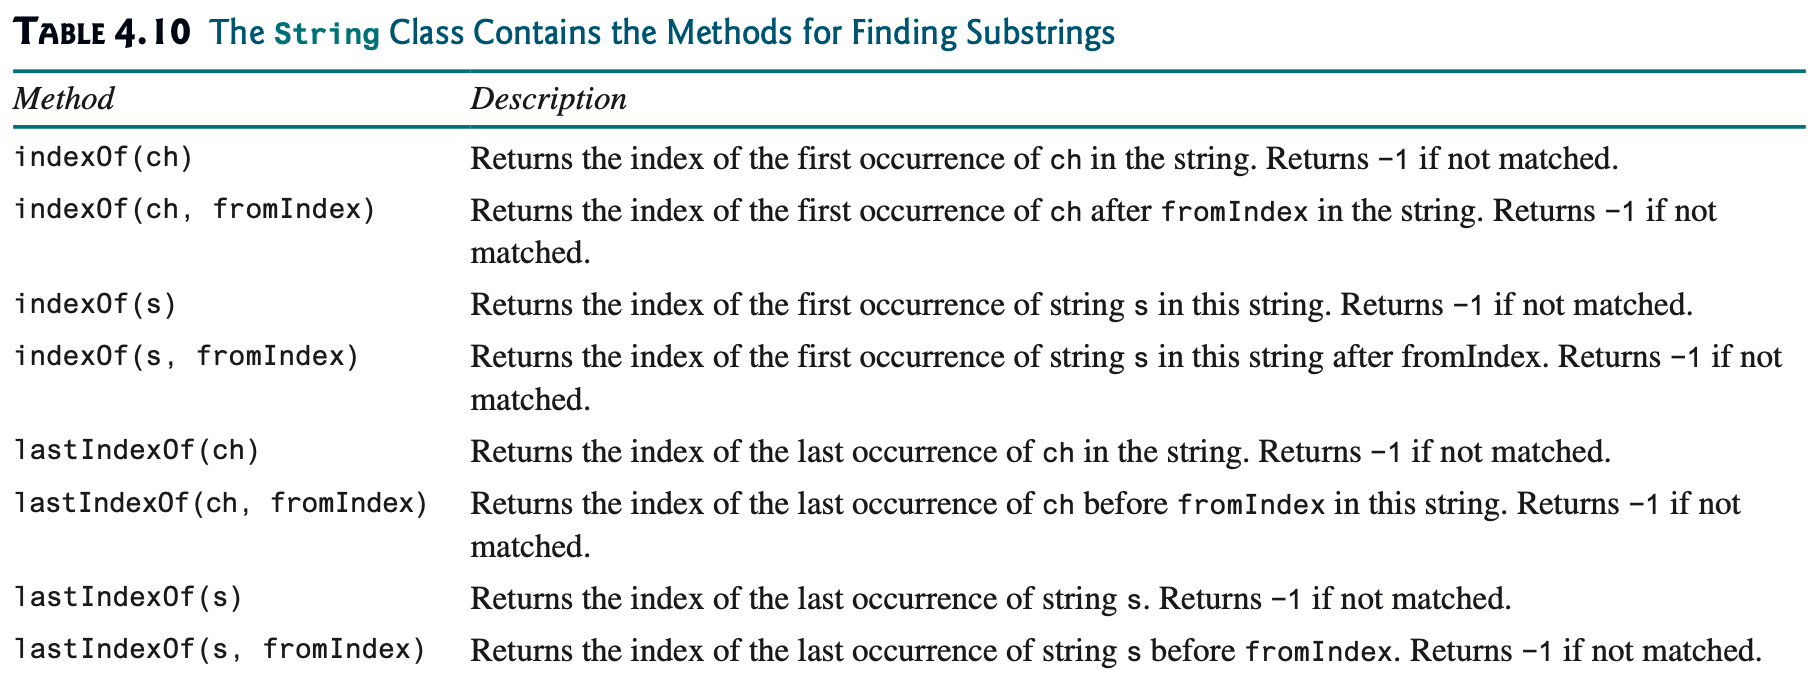 TABLE 4.10 The String Class Contains the Methods for Finding Substrings
Method Description
indexOf(ch) Returns the index of the first occurrence of ch in the string. Returns −1 if not matched.
indexOf(ch, fromIndex) Returns the index of the first occurrence of ch after fromIndex in the string. Returns −1 if not
matched.
indexOf(s) Returns the index of the first occurrence of string s in this string. Returns −1 if not matched.
indexOf(s, fromIndex) Returns the index of the first occurrence of string s in this string after fromIndex. Returns −1 if not
matched.
lastIndexOf(ch) Returns the index of the last occurrence of ch in the string. Returns −1 if not matched.
lastIndexOf(ch, fromIndex) Returns the index of the last occurrence of ch before fromIndex in this string. Returns −1 if not
matched.
lastIndexOf(s) Returns the index of the last occurrence of string s. Returns −1 if not matched.
lastIndexOf(s, fromIndex) Returns the index of the last occurrence of string s before fromIndex. Returns −1 if not matched.